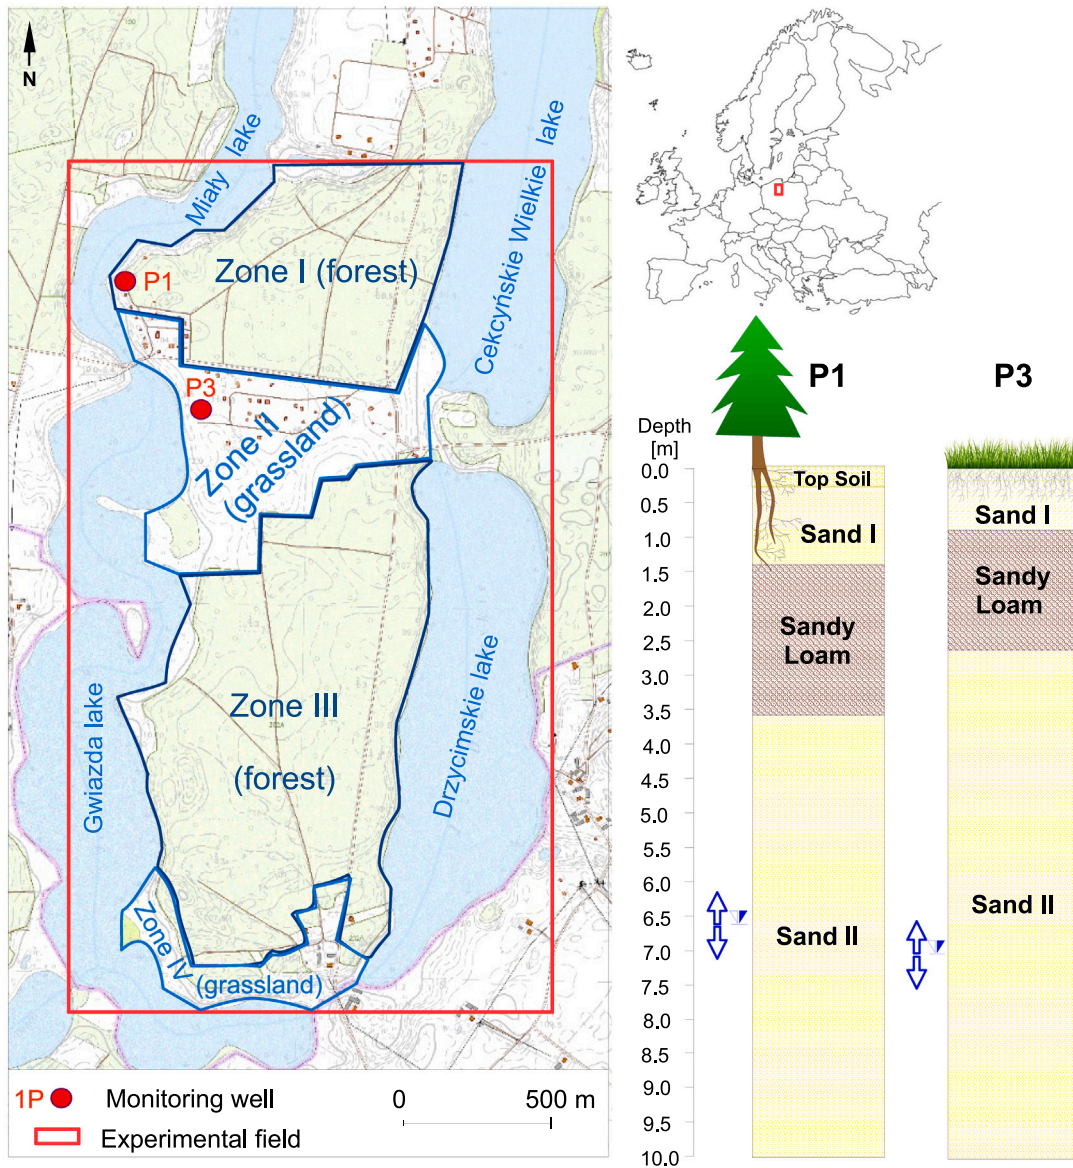 N
Miały lake
Cekcyńskie Wielkie lake
Zone I (forest)
P1
P3
Zone II
(grassland)
Gwiazda lake
Zone III
(forest)
Drzycimskie lake
Zone IV
(grassland)
1P
Monitoring well
0
500 m
Experimental field
P1
P3
Depth
[m]
0.0
0.5
1.0
1.5
2.0
2.5
3.0
3.5
4.0
4.5
5.0
5.5
6.0
6.5
7.0
7.5
8.0
8.5
9.0
9.5
10.0
Top Soil
Sand I
Sandy
Loam
Sand II
Sand I
Sandy
Loam
Sand II